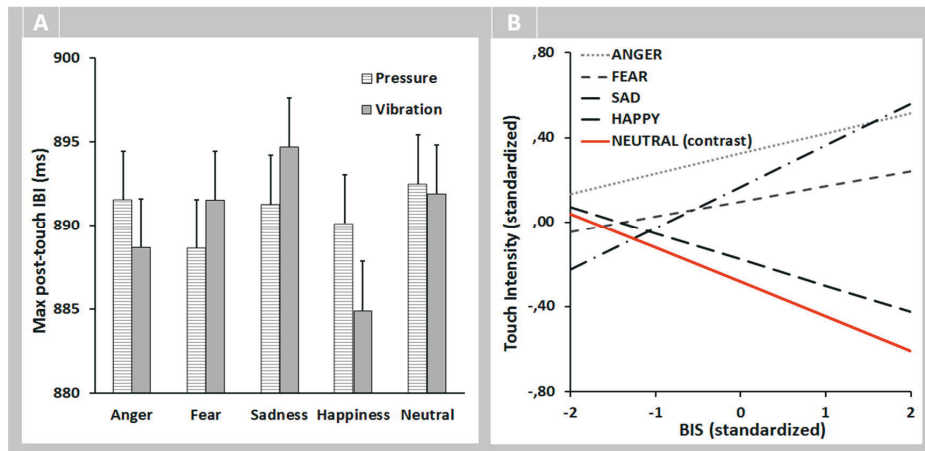 A
Max post-touch IBI (ms)
900
895
890
885
880
Pressure
Vibration
Anger Fear Sadness Happiness Neutral
B
Touch Intensity (standardized)
,80
,40
,00
-,40
-,80
ANGER
FEAR
SAD
HAPPY
NEUTRAL (contrast)
-2 -1 0 1 2
BIS (standardized)